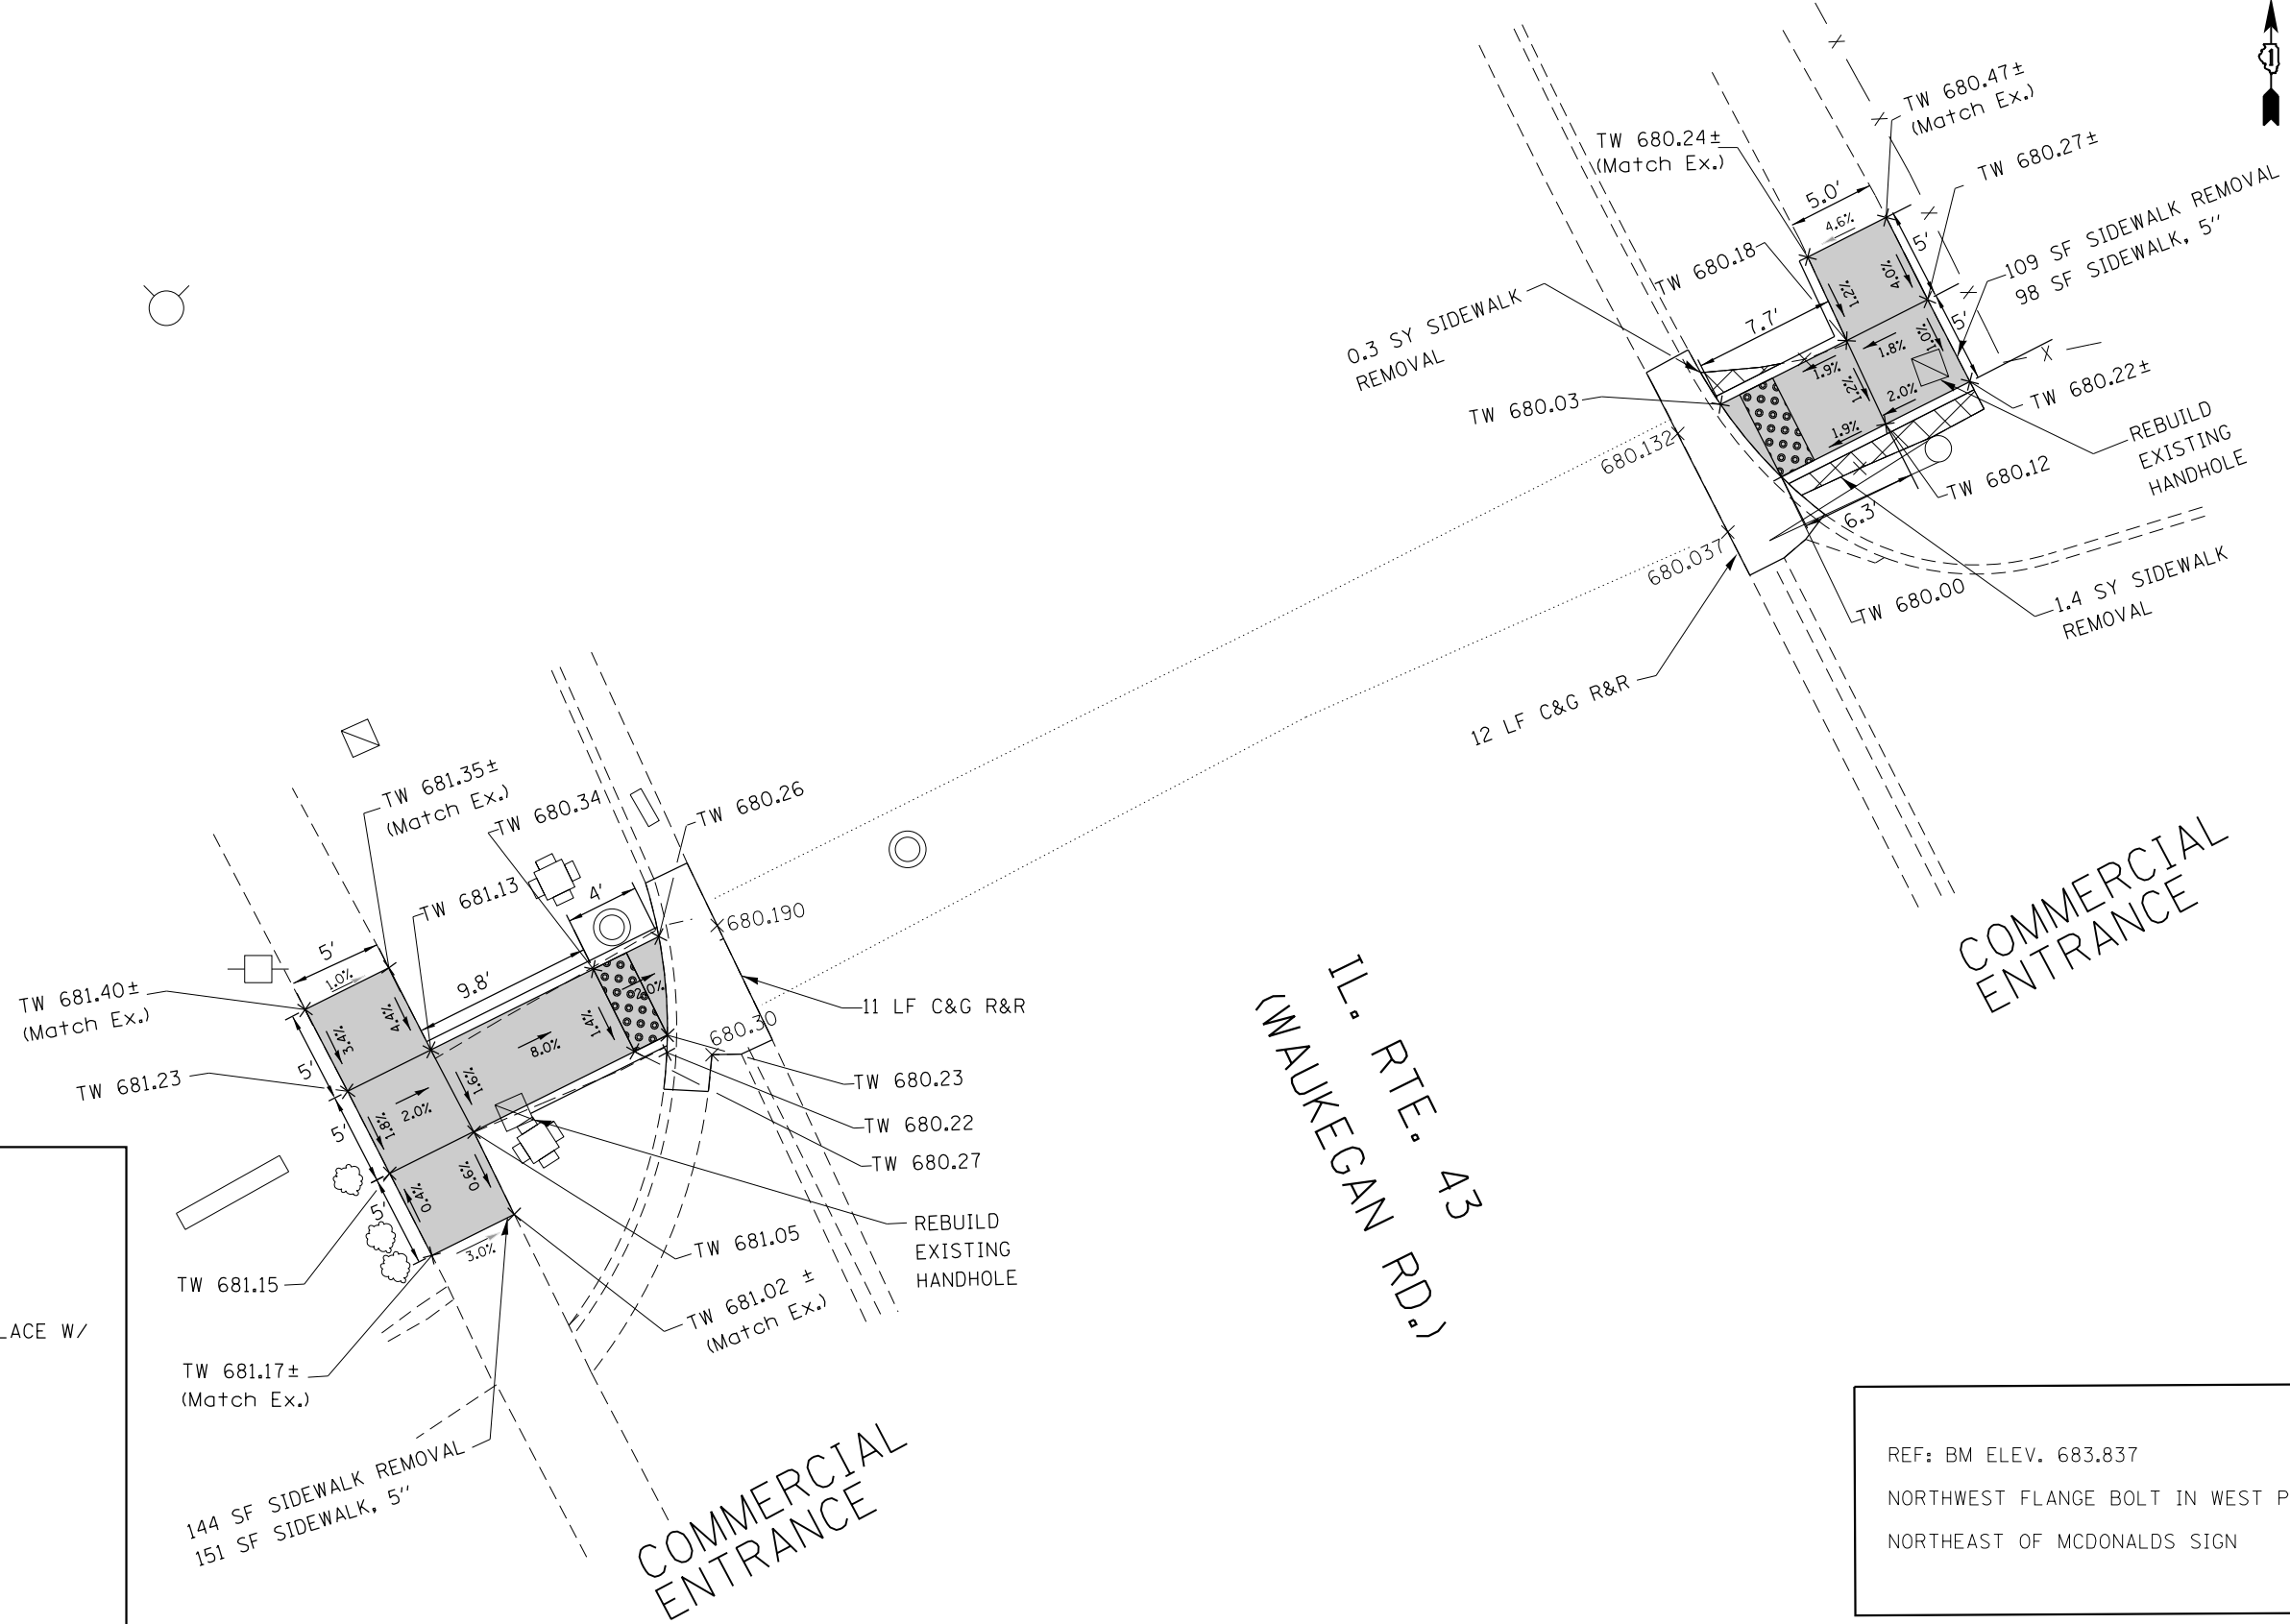 TW 680.47±
(Match Ex.)
TW 680.24±
(Match Ex.)
TW 680.27±
5.0'
4.6%
109 SF SIDEWALK REMOVAL
98 SF SIDEWALK, 5''
5'
4.0%
1.2%
TW 680.18
7.7'
0.3 SY SIDEWALK
REMOVAL
5'
1.0%
1.8%
1.9%
1.2%
2.0%
1.9%
TW 680.03
TW 680.22±
REBUILD
EXISTING
HANDHOLE
680.132
TW 680.12
6.3'
680.037
TW 680.00
1.4 SY SIDEWALK
REMOVAL
12 LF C&G R&R
COMMERCIAL
ENTRANCE
TW 681.35±
(Match Ex.)
TW 680.34
TW 680.26
TW 681.13
4'
680.190
5'
1.0%
9.8'
TW 681.40±
(Match Ex.)
4.4%
3.4%
2.0%
1.4%
11 LF C&G R&R
680.30
8.0%
5'
TW 681.23
1.6%
2.0%
1.8%
5'
TW 680.23
TW 680.22
TW 680.27
0.6%
0.4%
5'
3.0%
REBUILD
EXISTING
HANDHOLE
TW 681.05
TW 681.15
TW 681.02 ±
(Match Ex.)
TW 681.17±
(Match Ex.)
144 SF SIDEWALK REMOVAL
151 SF SIDEWALK, 5''
COMMERCIAL
ENTRANCE
IL. RTE. 43
(WAUKEGAN RD.)
LACE W/
REF: BM ELEV. 683.837
NORTHWEST FLANGE BOLT IN WEST P
NORTHEAST OF MCDONALDS SIGN